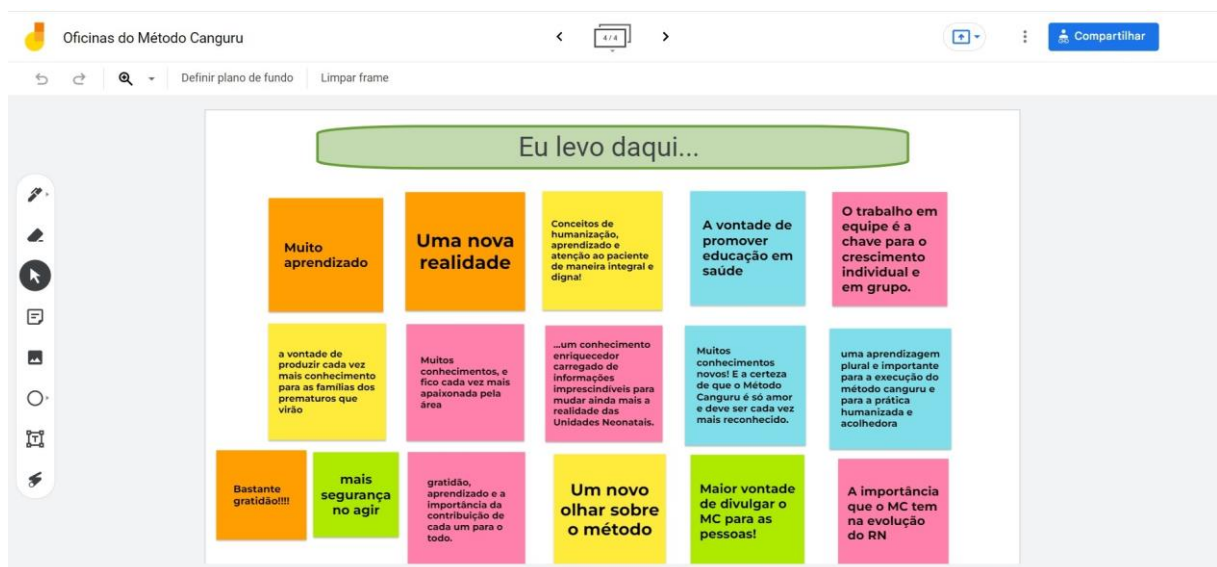 Oficinas do Método Canguru
4 / 4
Compartilhar
Definir plano de fundo
Limpar frame
Eu levo daqui...
Muito
aprendizado
Uma nova
realidade
Conceitos de
humanização,
aprendizado e
atenção ao paciente
de maneira integral e
digna!
A vontade de
promover
educação em
saúde
O trabalho em
equipe é a
chave para o
crescimento
individual e
em grupo.
a vontade de
produzir cada vez
mais conhecimento
para as famílias dos
prematuros que
virão
Muitos
conhecimentos, e
fico cada vez mais
apaixonada pela
área
...um conhecimento
enriquecedor
carregado de
informações
imprescindíveis para
mudar ainda mais a
realidade das
Unidades Neonatais.
Muitos
conhecimentos
novos! E a certeza
de que o Método
Canguru é só amor
e deve ser cada vez
mais reconhecido.
uma aprendizagem
plural e importante
para a execução do
método canguru e
para a prática
humanizada e
acolhedora
Bastante
gratidão!!!!
mais
segurança
no agir
gratidão,
aprendizado e a
importância da
contribuição de
cada um para o
todo.
Um novo
olhar sobre
o método
Maior vontade
de divulgar o
MC para as
pessoas!
A importância
que o MC tem
na evolução
do RN